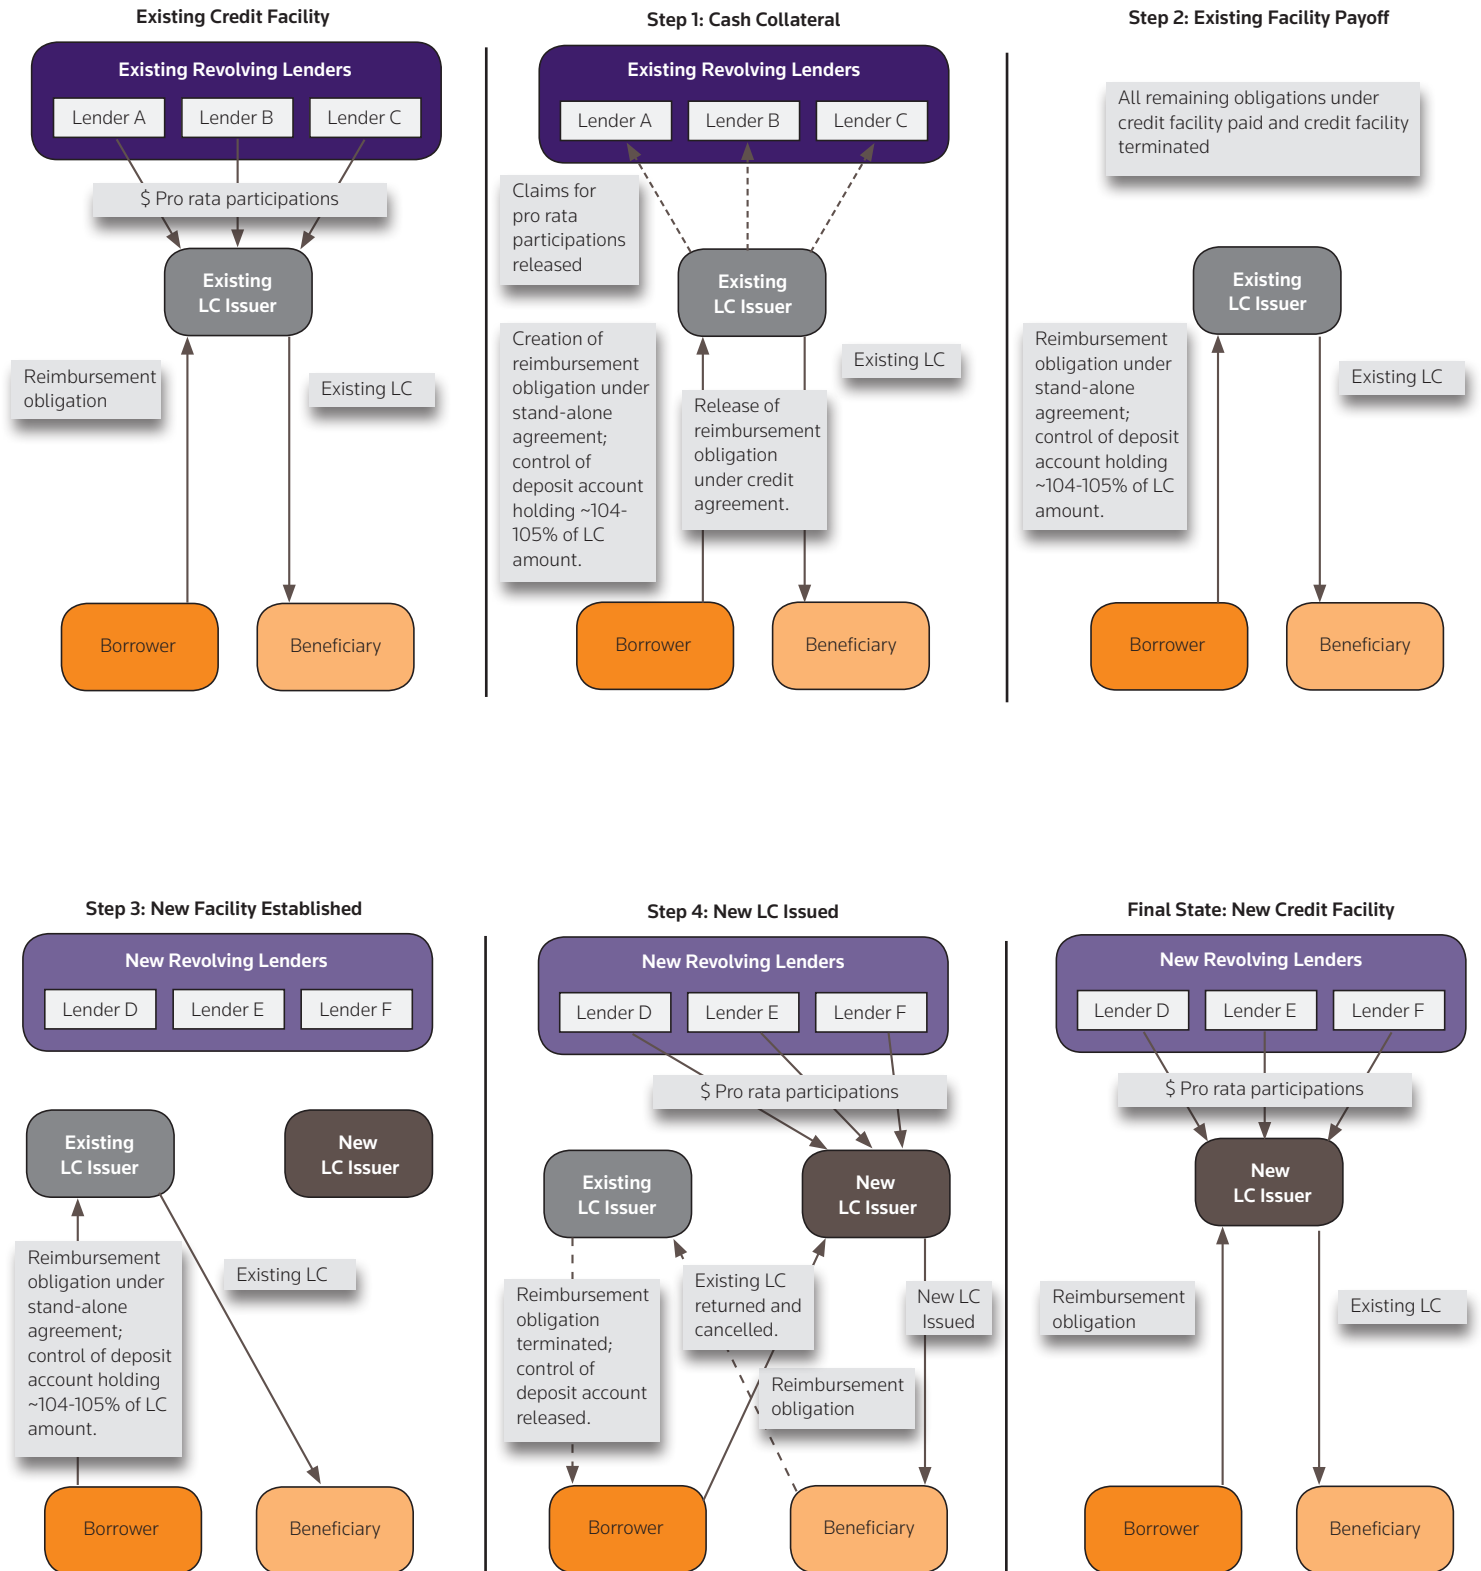 Existing Credit Facility
Existing Revolving Lenders
Lender A
Lender B
Lender C
$ Pro rata participations
Existing
LC Issuer
Reimbursement
obligation
Existing LC
Borrower
Beneficiary
Step 1: Cash Collateral
Existing Revolving Lenders
Lender A
Lender B
Lender C
Claims for
pro rata
participations
released
Existing
LC Issuer
Creation of
reimbursement
obligation under
stand-alone
agreement;
control of
deposit account
holding ~104-
105% of LC
amount.
Release of
reimbursement
obligation
under credit
agreement.
Existing LC
Borrower
Beneficiary
Step 2: Existing Facility Payoff
All remaining obligations under
credit facility paid and credit facility
terminated
Existing
LC Issuer
Reimbursement
obligation under
stand-alone
agreement;
control of deposit
account holding
~104-105% of LC
amount.
Existing LC
Borrower
Beneficiary
Step 3: New Facility Established
New Revolving Lenders
Lender D
Lender E
Lender F
Existing
LC Issuer
New
LC Issuer
Reimbursement
obligation under
stand-alone
agreement;
control of deposit
account holding
~104-105% of LC
amount.
Existing LC
Borrower
Beneficiary
Step 4: New LC Issued
New Revolving Lenders
Lender D
Lender E
Lender F
$ Pro rata participations
Existing
LC Issuer
New
LC Issuer
Reimbursement
obligation
terminated;
control of
deposit account
released.
Existing LC
returned and
cancelled.
New LC
Issued
Reimbursement
obligation
Borrower
Beneficiary
Final State: New Credit Facility
New Revolving Lenders
Lender D
Lender E
Lender F
$ Pro rata participations
New
LC Issuer
Reimbursement
obligation
Existing LC
Borrower
Beneficiary